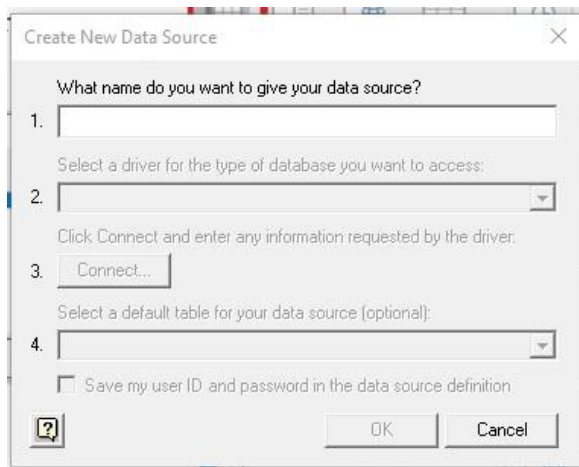 Create New Data Source
What name do you want to give your data source?
1.
Select a driver for the type of database you want to access:
2.
Click Connect and enter any information requested by the driver:
3. Connect...
Select a default table for your data source (optional):
4.
Save my user ID and password in the data source definition
? OK Cancel